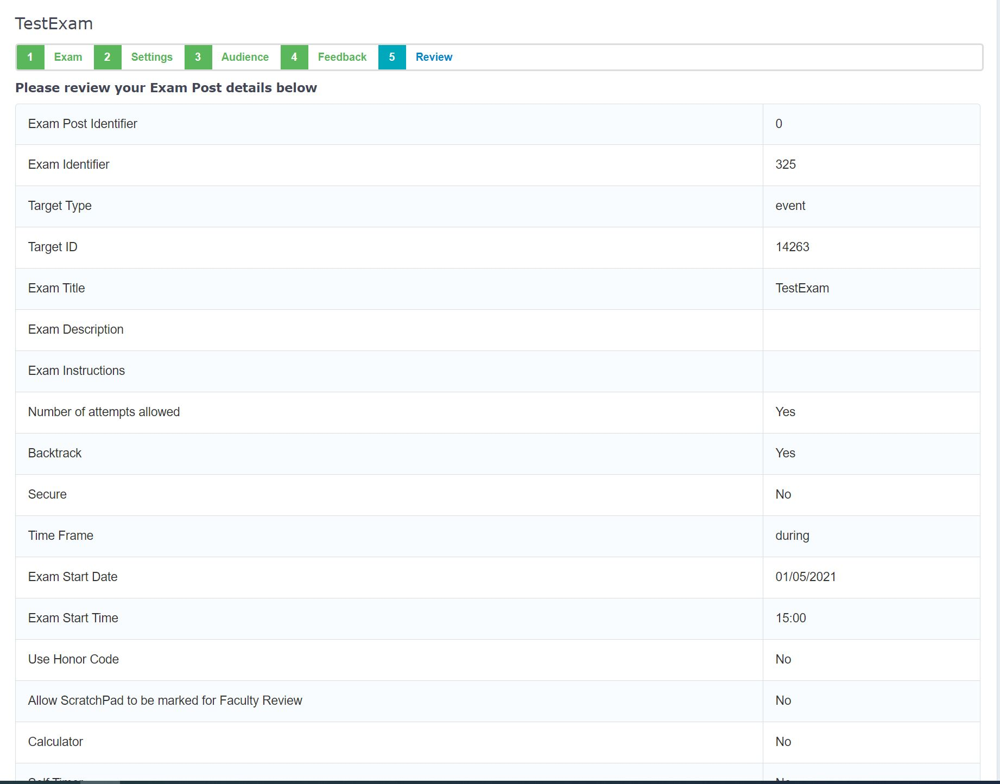 TestExam
1 Exam 2 Settings 3 Audience 4 Feedback 5 Review
Please review your Exam Post details below
Exam Post Identifier 0
Exam Identifier 325
Target Type event
Target ID 14263
Exam Title TestExam
Exam Description
Exam Instructions
Number of attempts allowed Yes
Backtrack Yes
Secure No
Time Frame during
Exam Start Date 01/05/2021
Exam Start Time 15:00
Use Honor Code No
Allow ScratchPad to be marked for Faculty Review No
Calculator No
Self Timer No